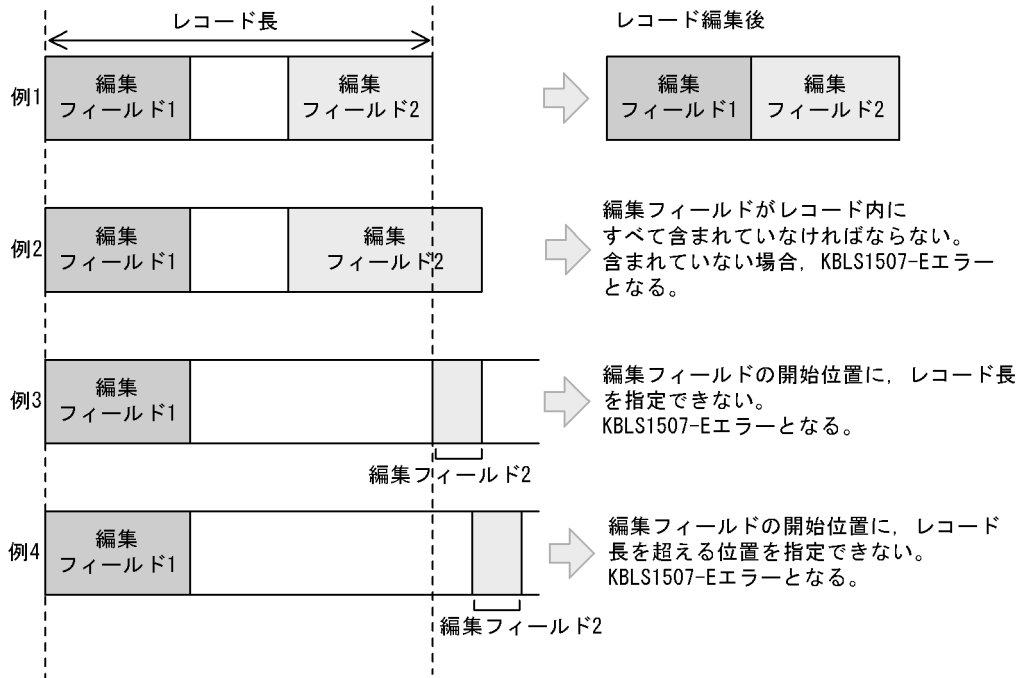 レコード長
レコード編集後
例1
編集
フィールド1
編集
フィールド2
編集
フィールド1
編集
フィールド2
例2
編集
フィールド1
編集
フィールド2
編集フィールドがレコード内に
すべて含まれていなければならない。
含まれていない場合，KBLS1507-Eエラー
となる。
例3
編集
フィールド1
編集フィールド2
編集フィールドの開始位置に，レコード長
を指定できない。
KBLS1507-Eエラーとなる。
例4
編集
フィールド1
編集フィールド2
編集フィールドの開始位置に，レコード
長を超える位置を指定できない。
KBLS1507-Eエラーとなる。